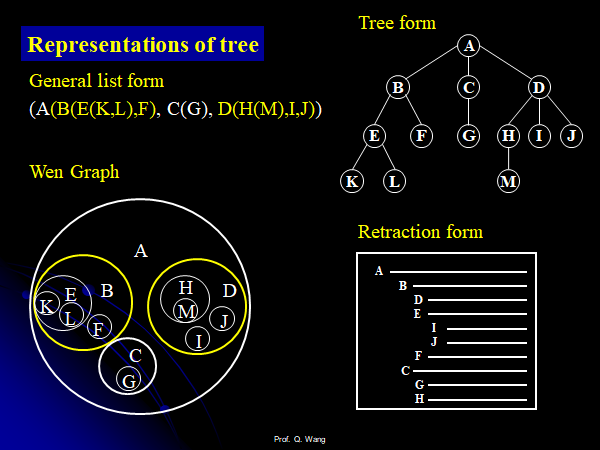 Representations of tree
General list form
(A(B(E(K,L),F), C(G), D(H(M),I,J))
Wen Graph
A
E
B
K
L
F
H
D
M
J
I
C
G
Tree form
A
B
C
D
E
F
G
H
I
J
K
L
M
Retraction form
A
B
D
E
I
J
F
C
G
H
Prof. Q. Wang